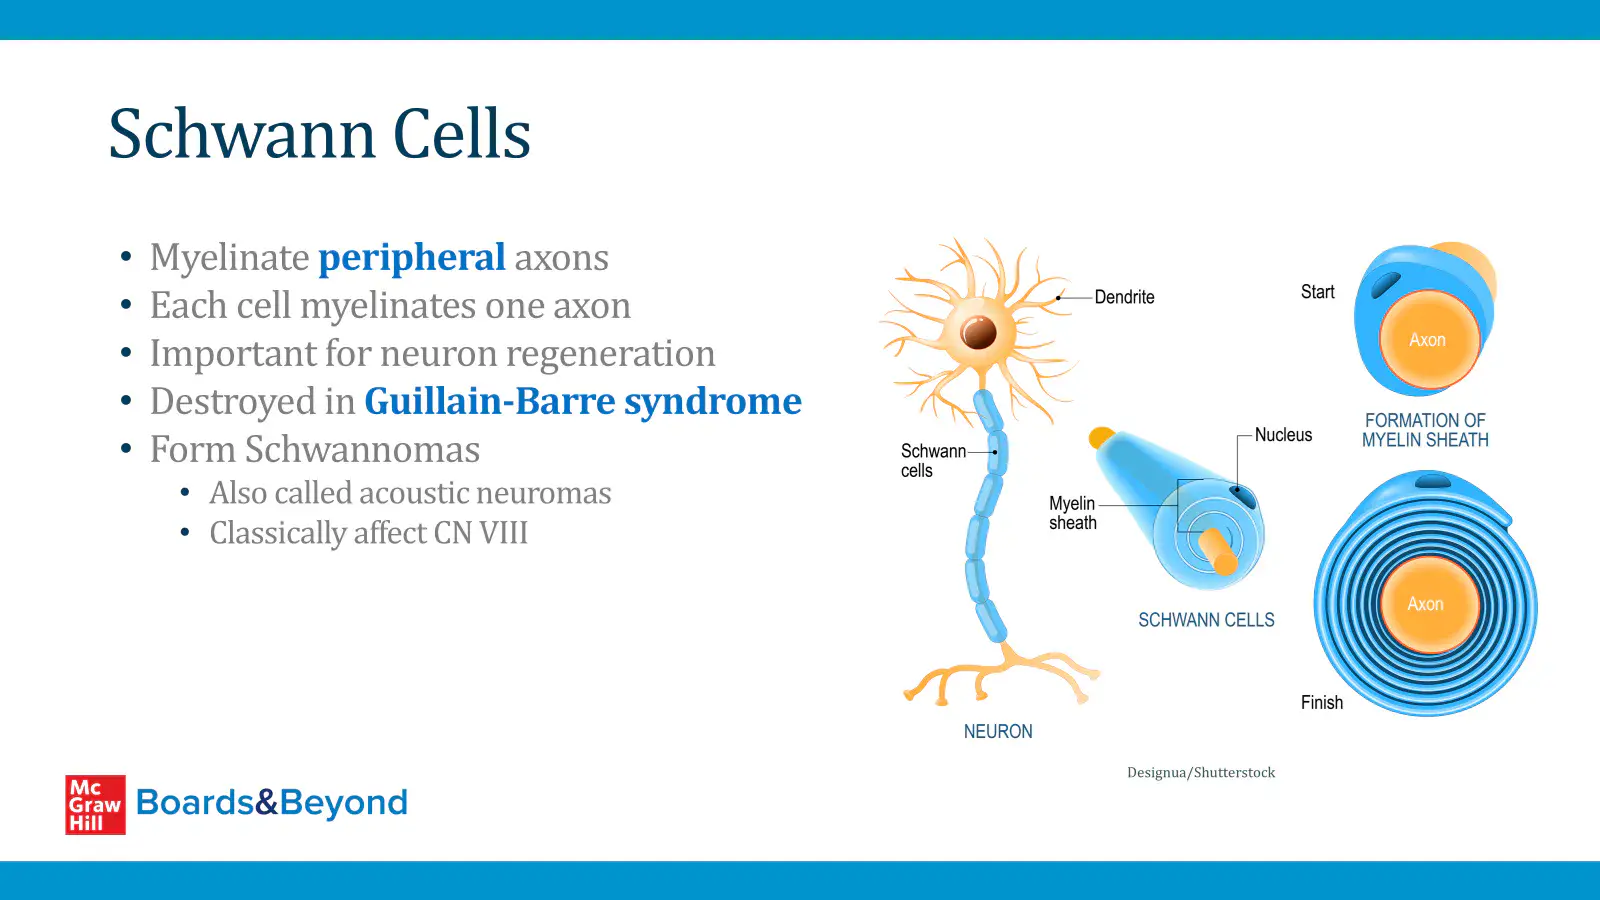 Schwann Cells
• Myelinate peripheral axons
• Each cell myelinates one axon
• Important for neuron regeneration
• Destroyed in Guillain-Barre syndrome
• Form Schwannomas
• Also called acoustic neuromas
• Classically affect CN VIII
Dendrite
Schwann
cells
NEURON
Nucleus
Myelin
sheath
SCHWANN CELLS
Start
Axon
FORMATION OF
MYELIN SHEATH
Axon
Finish
Designua/Shutterstock
Mc
Graw
Hill
Boards&Beyond